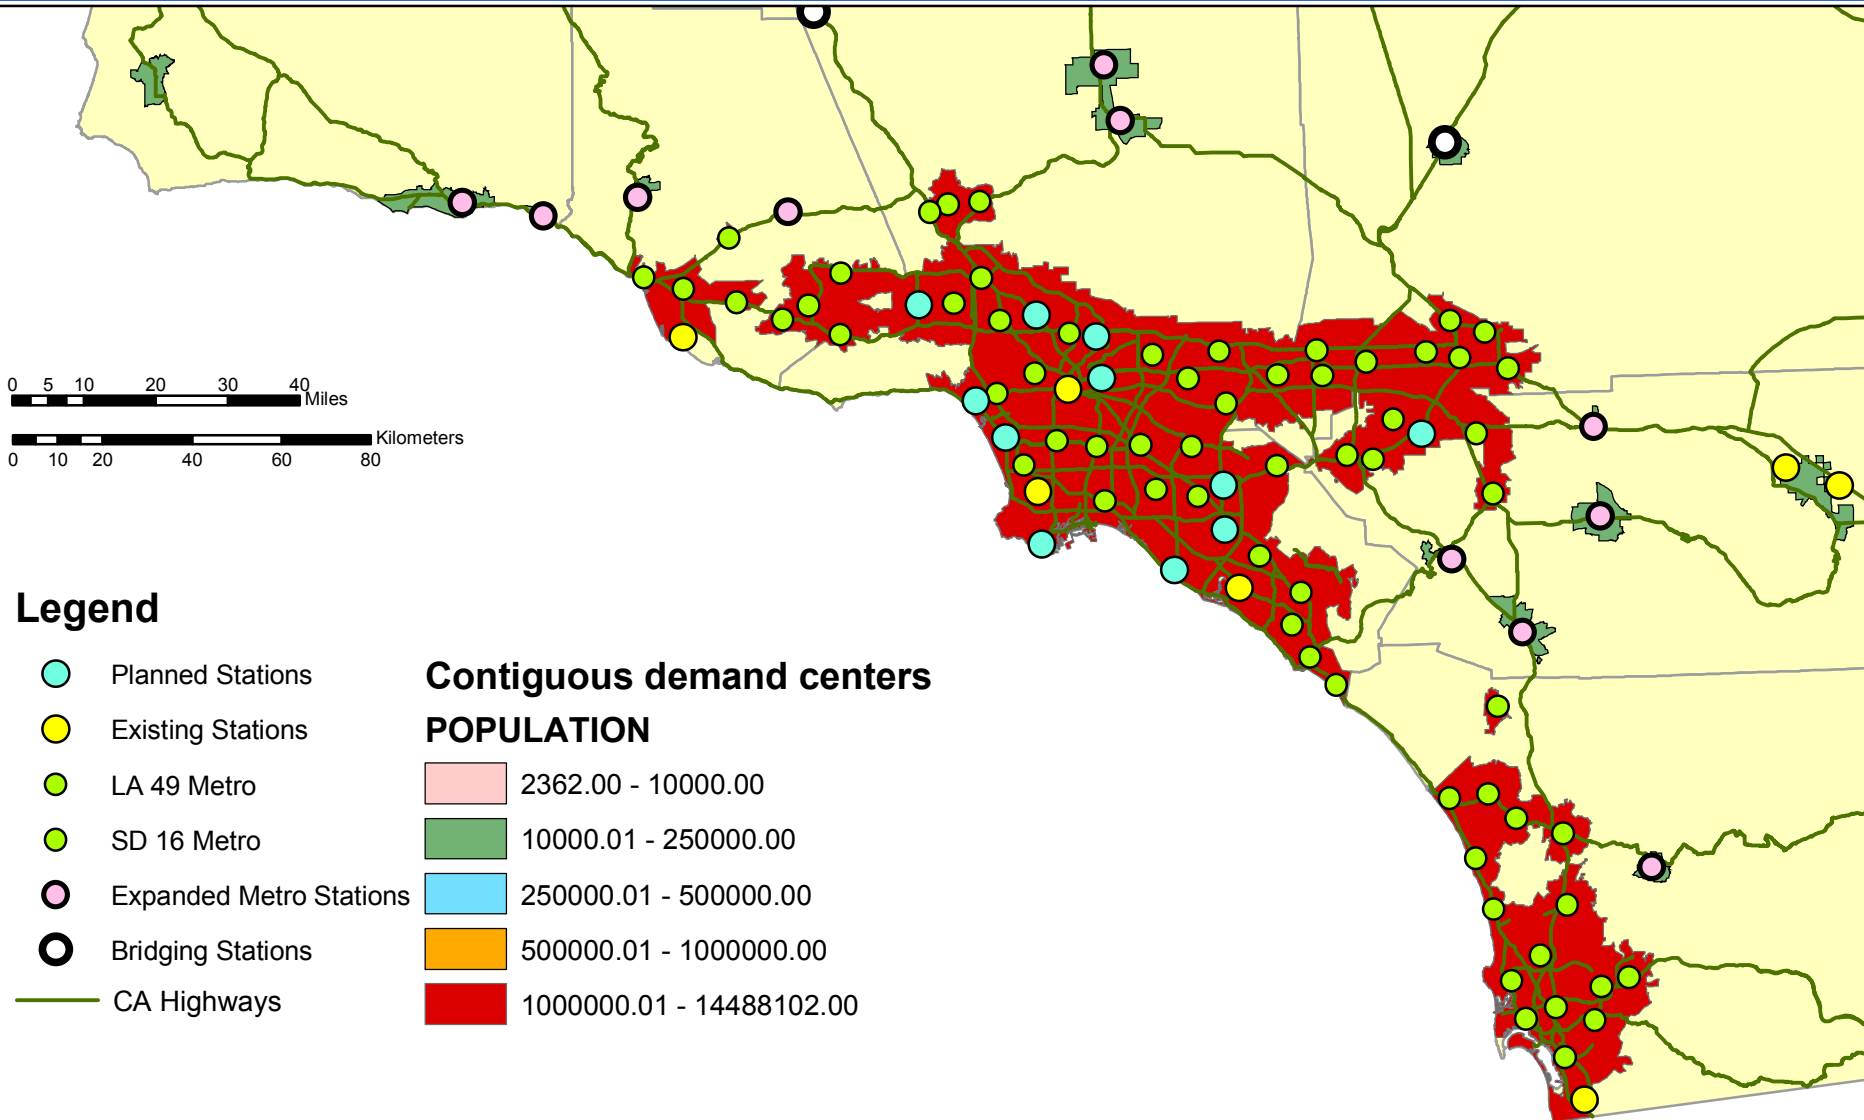 0 5 10 20 30 40
Miles
Kilometers
0 10 20 40 60 80
Legend
Planned Stations
Existing Stations
LA 49 Metro
SD 16 Metro
Expanded Metro Stations
Bridging Stations
CA Highways
Contiguous demand centers
POPULATION
2362.00 - 10000.00
10000.01 - 250000.00
250000.01 - 500000.00
500000.01 - 1000000.00
1000000.01 - 14488102.00